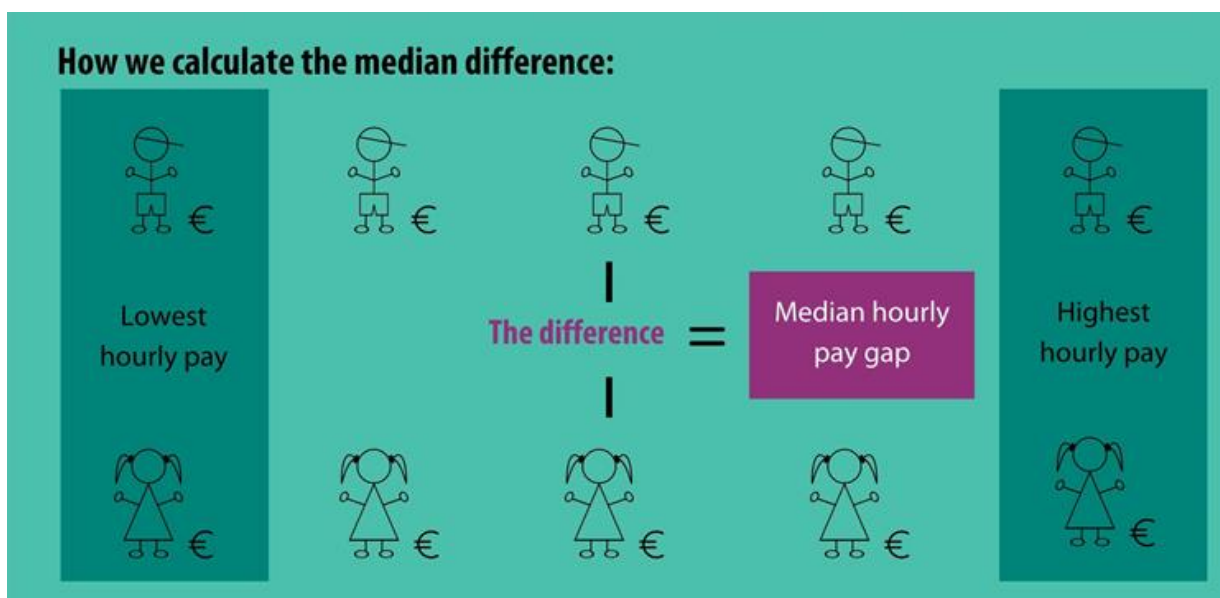 How we calculate the median difference:
€ € € € €
Lowest
hourly pay
The difference =
Median hourly
pay gap
Highest
hourly pay
€ € € € €